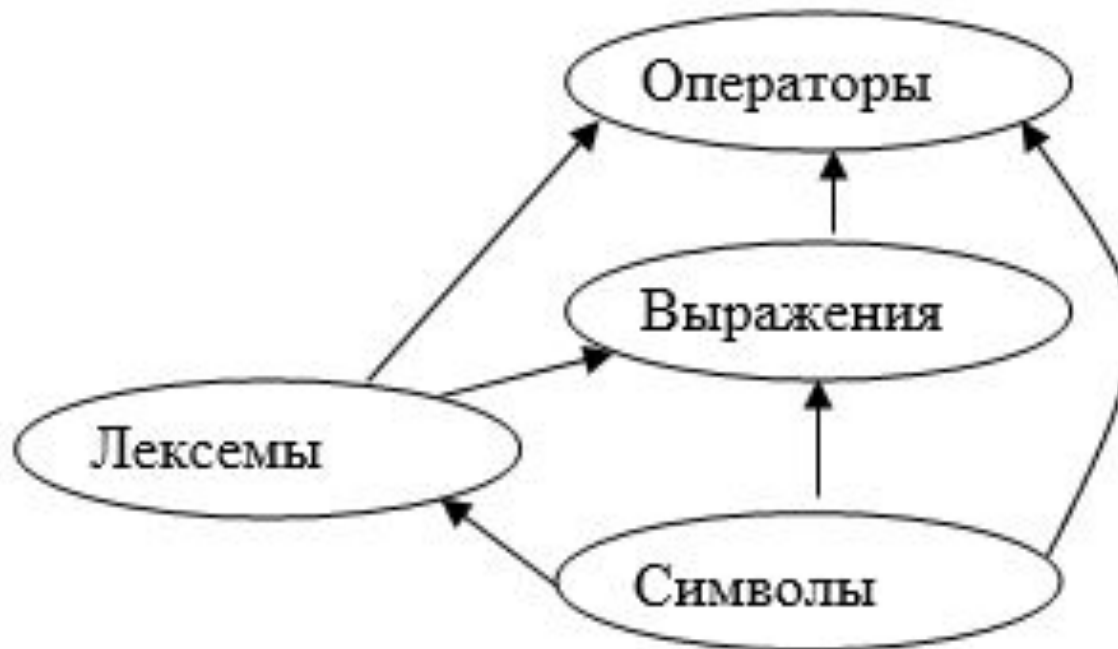 Операторы
Выражения
Лексемы
Символы